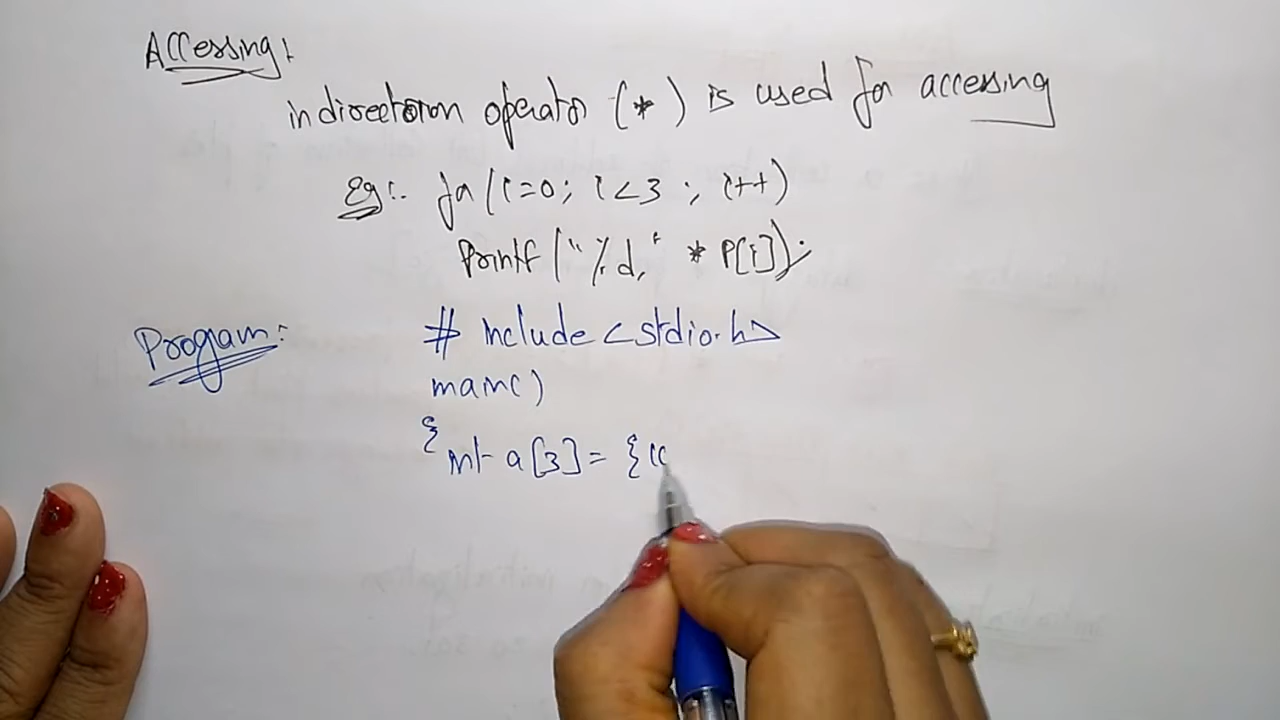 Accessing:
indirection operator (*) is used for accessing
Eg:- for(i=0; i<3; i++)
Printf("%d," *P[i]);
Program:
# include <stdio.h>
main()
{
int a[3] = {10